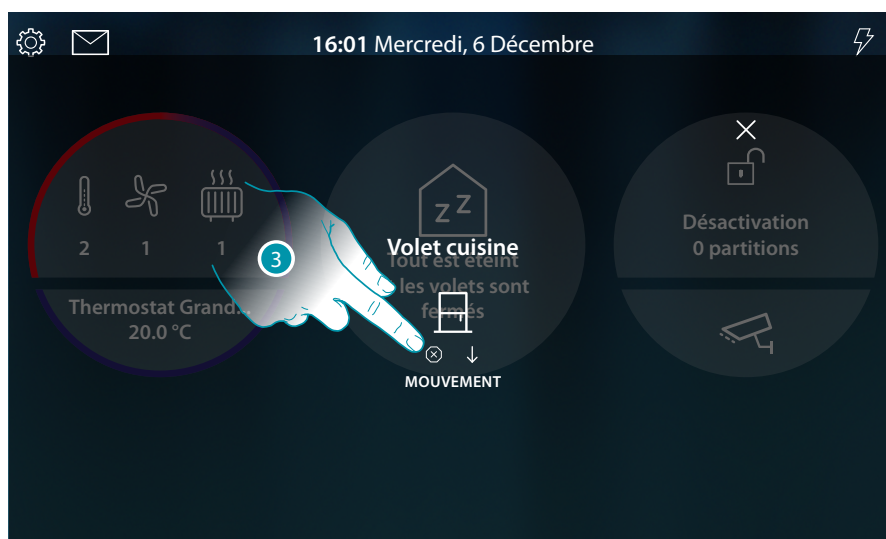 16:01 Mercredi, 6 Décembre
2
1
1
Thermostat Grand...
20.0 °C
3
Z Z
Volet cuisine
Tout est éteint
les volets sont
fermés
MOUVEMENT
Désactivation
0 partitions